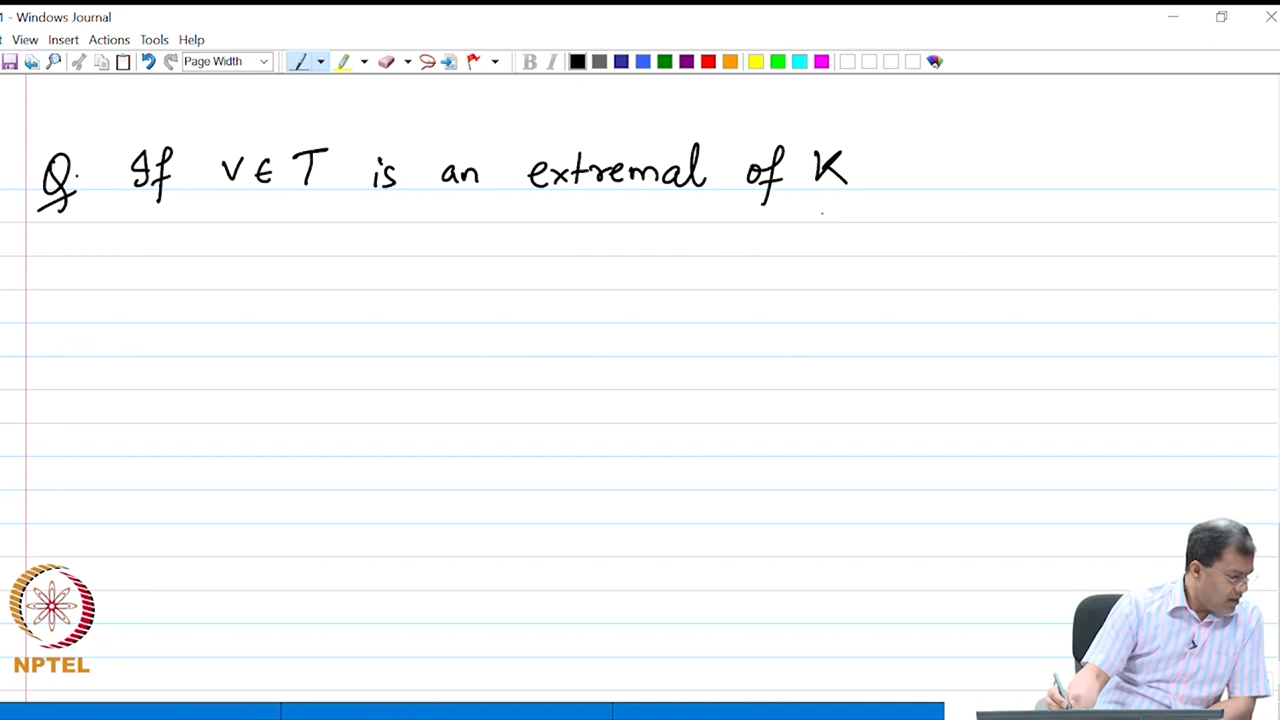 1 - Windows Journal
t View Insert Actions Tools Help
Page Width
B I
Q. If v ∈ T is an extremal of K
NPTEL